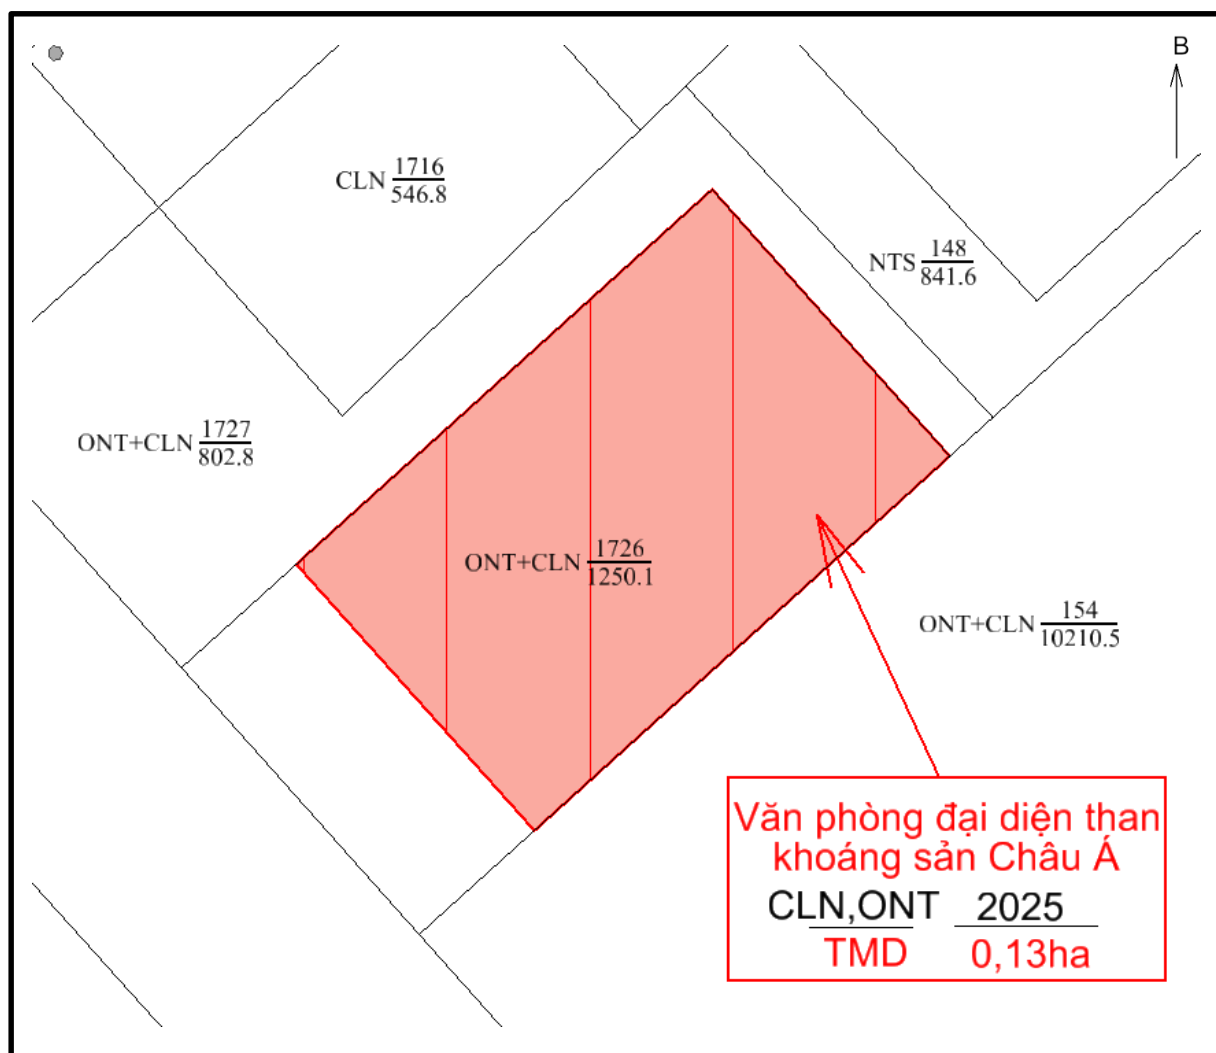 B
CLN 1716
546.8
NTS 148
841.6
ONT+CLN 1727
802.8
ONT+CLN 1726
1250.1
ONT+CLN 154
10210.5
Văn phòng đại diện than
khoáng sản Châu Á
CLN,ONT 2025
TMD 0,13ha